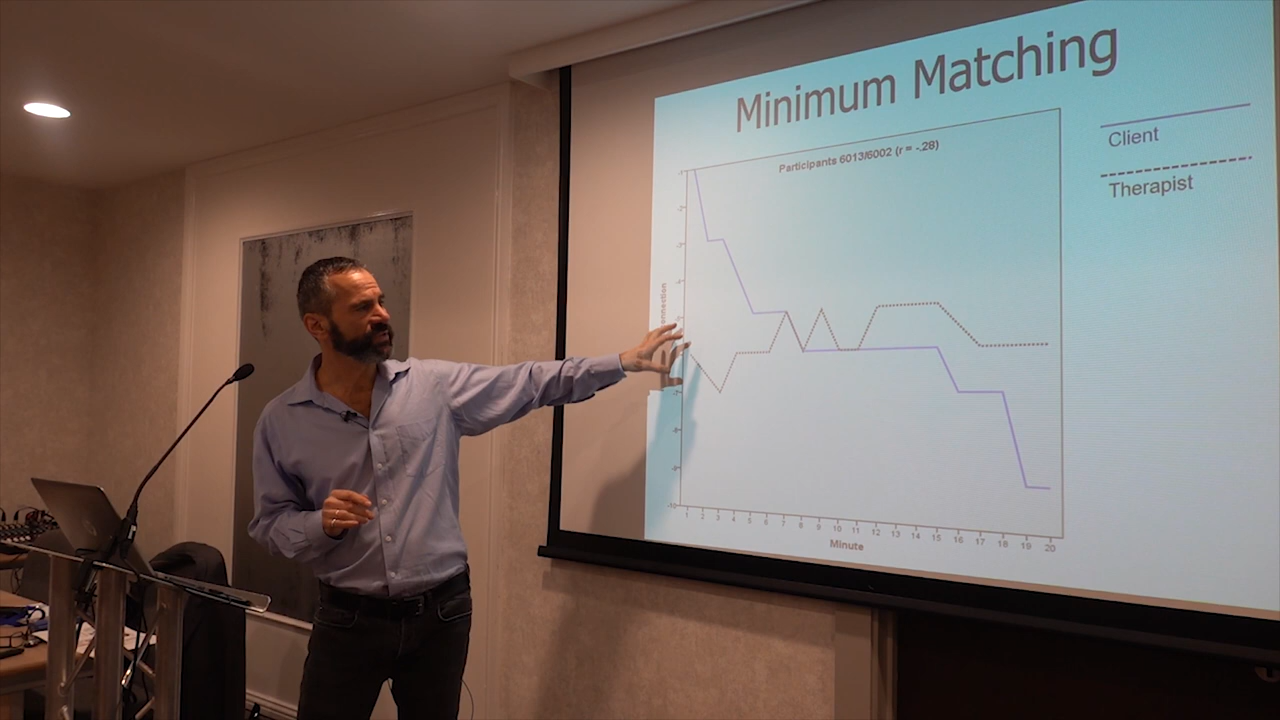 Minimum Matching
Participants 6013/6002 (r = -.28)
Client
Therapist
1 2 3 4 5 6 7 8 9 10 11 12 13 14 15 16 17 18 19 20
Minute